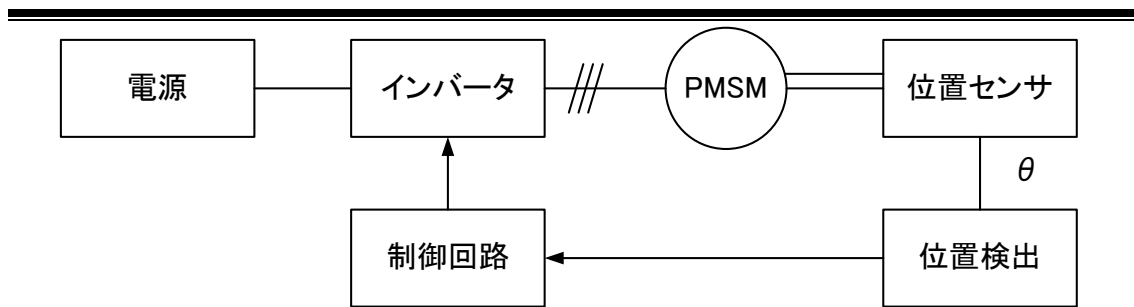 電源
インバータ
PMSM
位置センサ
θ
制御回路
位置検出